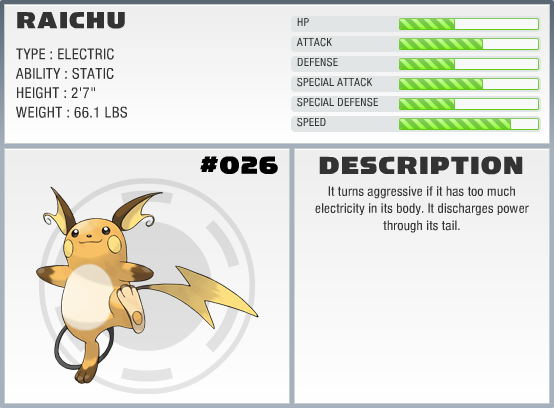 RAICHU
TYPE : ELECTRIC
ABILITY : STATIC
HEIGHT : 2'7"
WEIGHT : 66.1 LBS
HP
ATTACK
DEFENSE
SPECIAL ATTACK
SPECIAL DEFENSE
SPEED
#026
DESCRIPTION
It turns aggressive if it has too much
electricity in its body. It discharges power
through its tail.